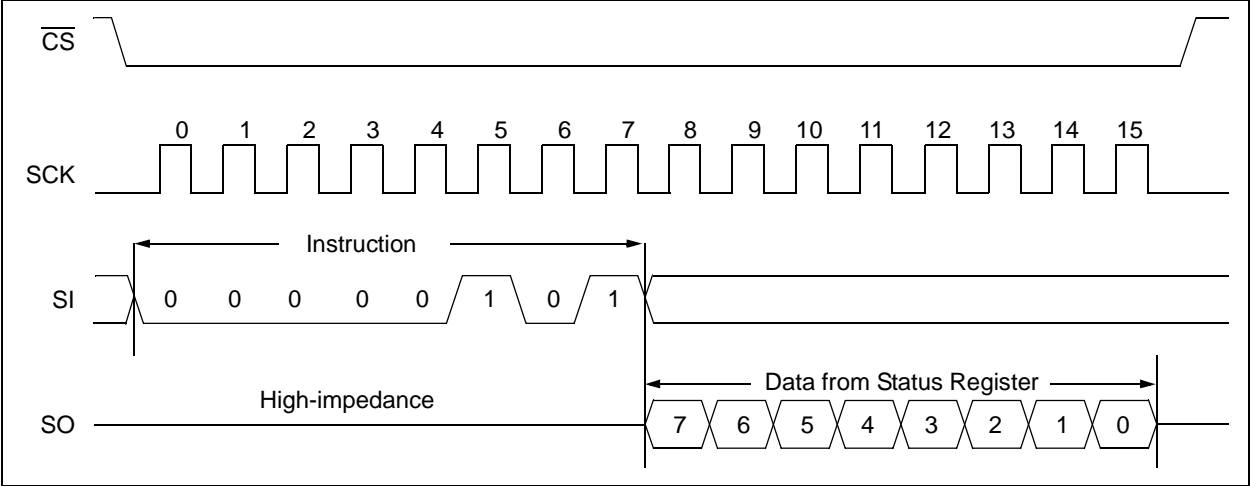 CS
0 1 2 3 4 5 6 7 8 9 10 11 12 13 14 15
SCK
Instruction
SI 0 0 0 0 0 1 0 1
Data from Status Register
High-impedance
SO 7 6 5 4 3 2 1 0